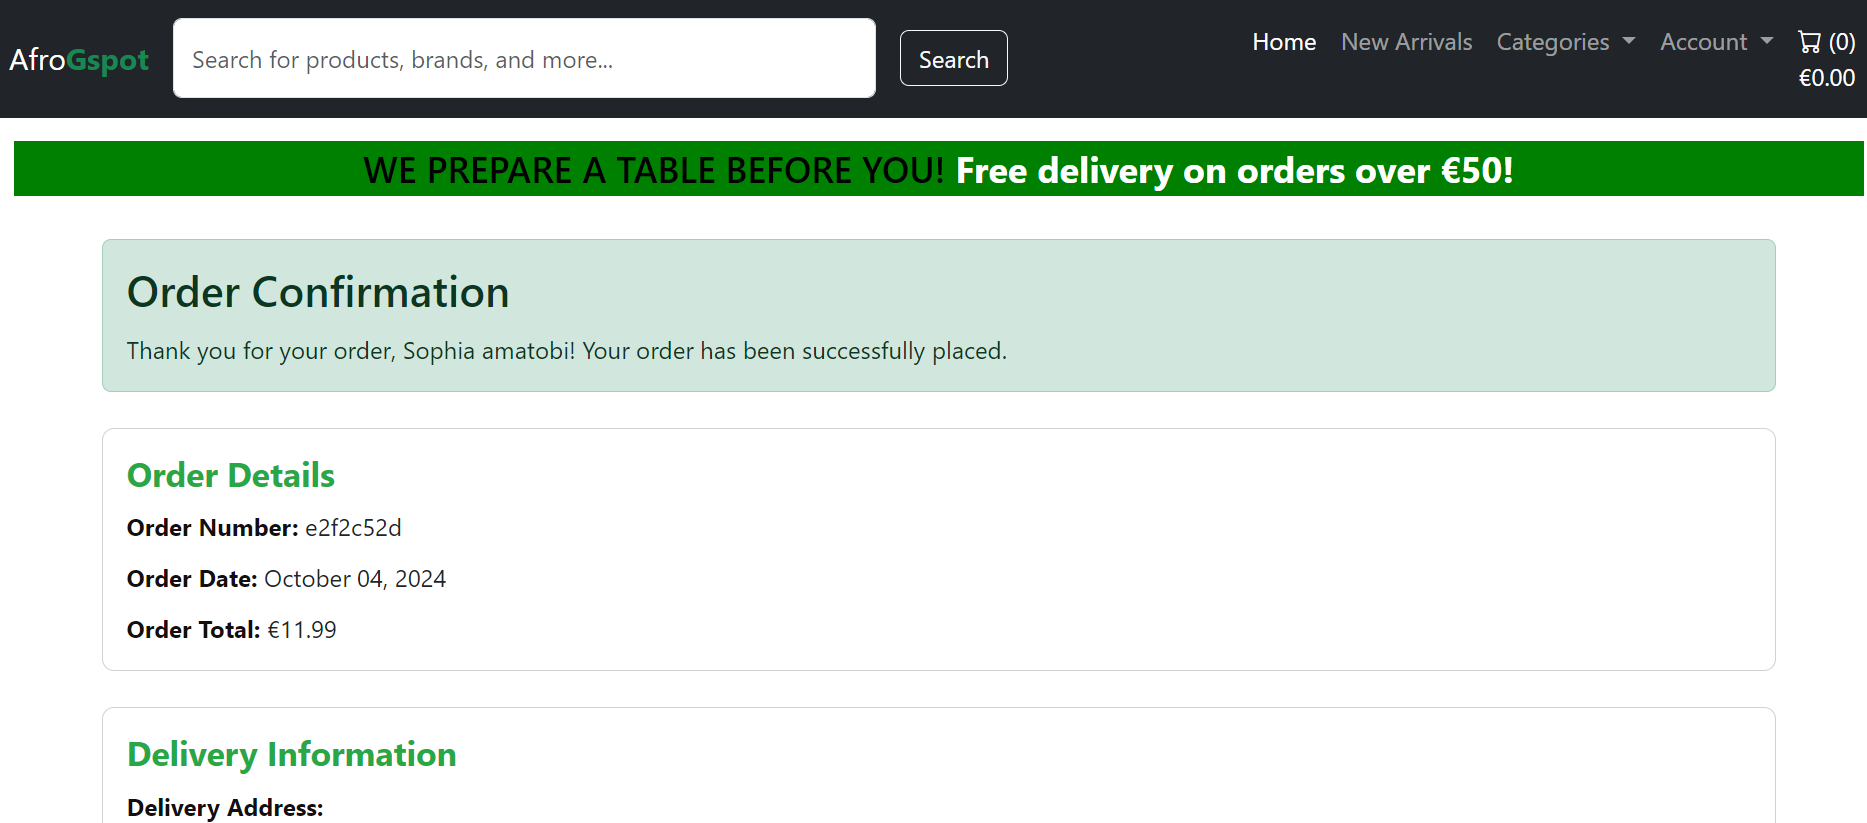 AfroGspot
Search for products, brands, and more...
Search
Home
New Arrivals
Categories
Account
(0)
€0.00
WE PREPARE A TABLE BEFORE YOU! Free delivery on orders over €50!
Order Confirmation
Thank you for your order, Sophia amatobi! Your order has been successfully placed.
Order Details
Order Number: e2f2c52d
Order Date: October 04, 2024
Order Total: €11.99
Delivery Information
Delivery Address: